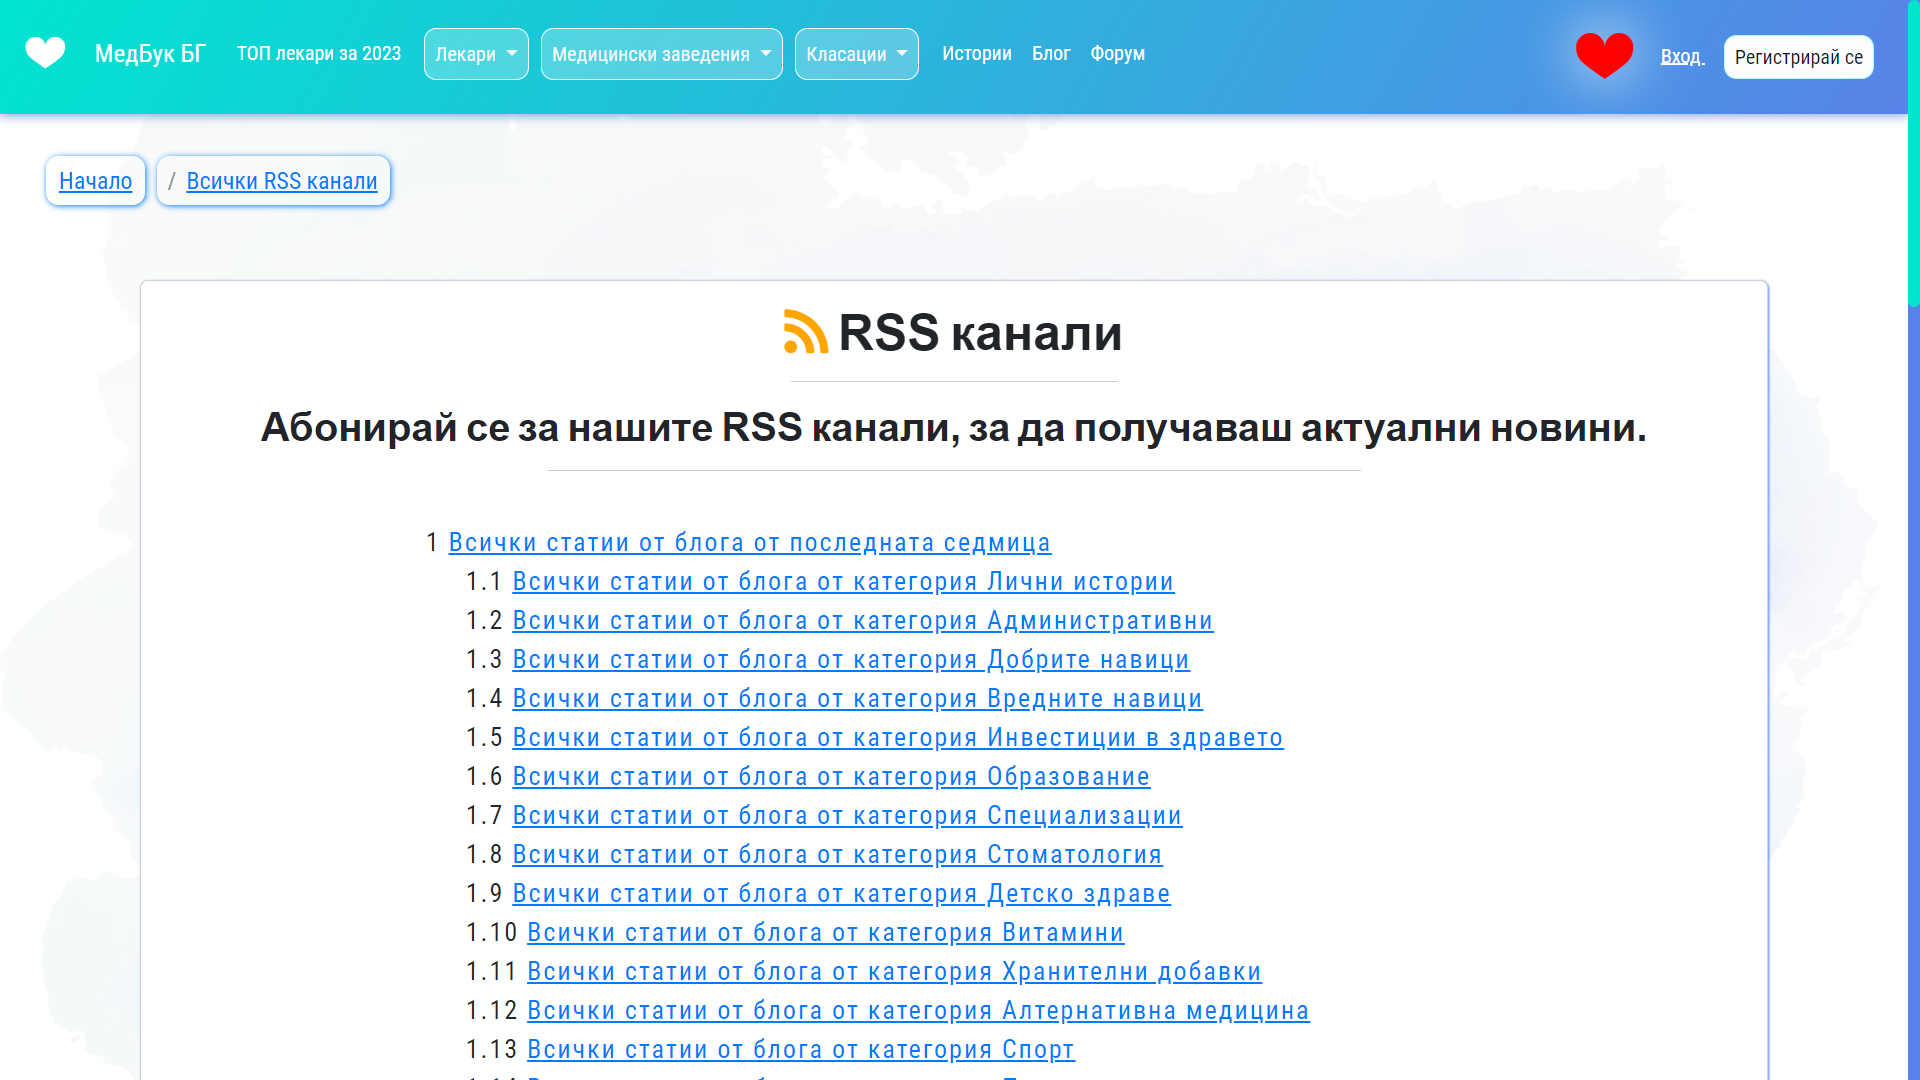 МедБук БГ ТОП лекари за 2023 Лекари Медицински заведения Класации Истории Блог Форум Вход Регистрирай се
Начало / Всички RSS канали
RSS канали
Абонирай се за нашите RSS канали, за да получаваш актуални новини.
1 Всички статии от блога от последната седмица
1.1 Всички статии от блога от категория Лични истории
1.2 Всички статии от блога от категория Административни
1.3 Всички статии от блога от категория Добрите навици
1.4 Всички статии от блога от категория Вредните навици
1.5 Всички статии от блога от категория Инвестиции в здравето
1.6 Всички статии от блога от категория Образование
1.7 Всички статии от блога от категория Специализации
1.8 Всички статии от блога от категория Стоматология
1.9 Всички статии от блога от категория Детско здраве
1.10 Всички статии от блога от категория Витамини
1.11 Всички статии от блога от категория Хранителни добавки
1.12 Всички статии от блога от категория Алтернативна медицина
1.13 Всички статии от блога от категория Спорт